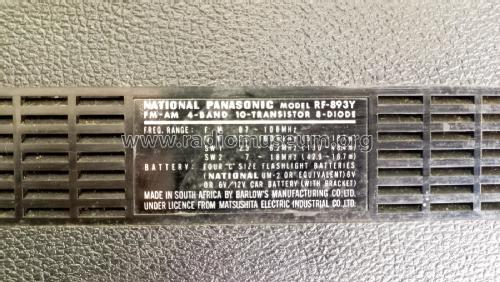 NATIONAL PANASONIC MODEL RF-893Y
FM-AM 4-BAND 10-TRANSISTOR 8-DIODE
FREQ. RANGE: F M 87 - 108MHz
www.radiomuseum.org
SW
SW2 7 - 18MHz (42.9 - 16.7m)
BATTERY: FOUR "C" SIZE FLASHLIGHT BATTERIES
(NATIONAL UM-2 OR EQUIVALENT) 6V
OR 6V/12V CAR BATTERY (WITH BRACKET)
MADE IN SOUTH AFRICA BY BARLOW'S MANUFACTURING CO. LTD.
UNDER LICENCE FROM MATSUSHITA ELECTRIC INDUSTRIAL CO. LTD.